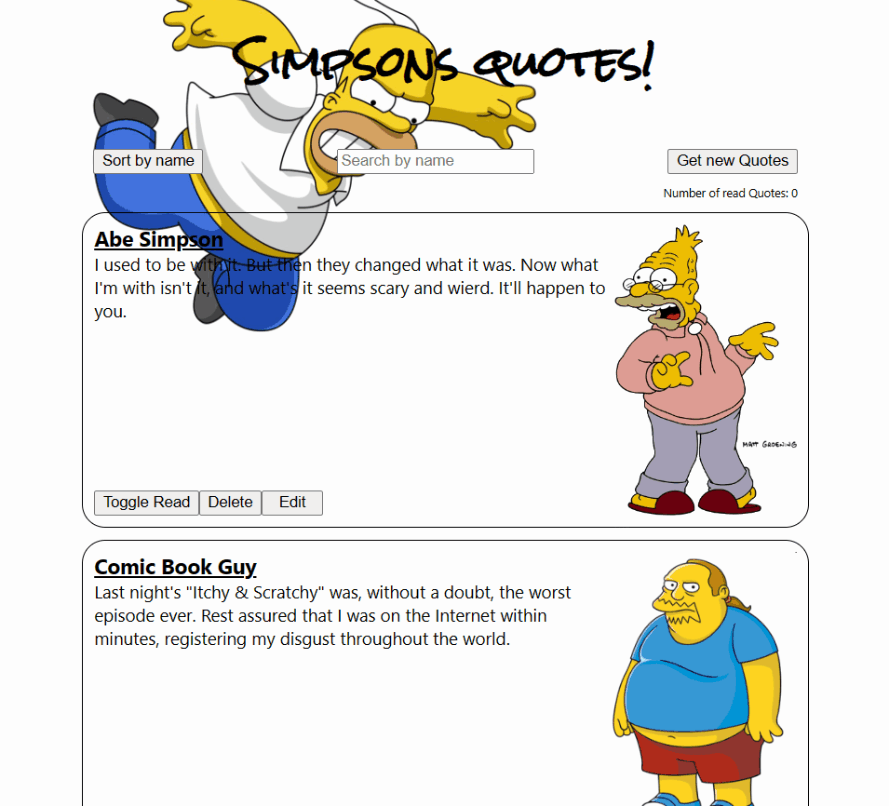 Simpsons quotes!
Sort by name
Search by name
Get new Quotes
Number of read Quotes: 0
Abe Simpson
I used to be with it. But then they changed what it was. Now what
I'm with isn't it, and what's it seems scary and wierd. It'll happen to
you.
MATT GROENING
Toggle Read
Delete
Edit
Comic Book Guy
Last night's "Itchy & Scratchy" was, without a doubt, the worst
episode ever. Rest assured that I was on the Internet within
minutes, registering my disgust throughout the world.